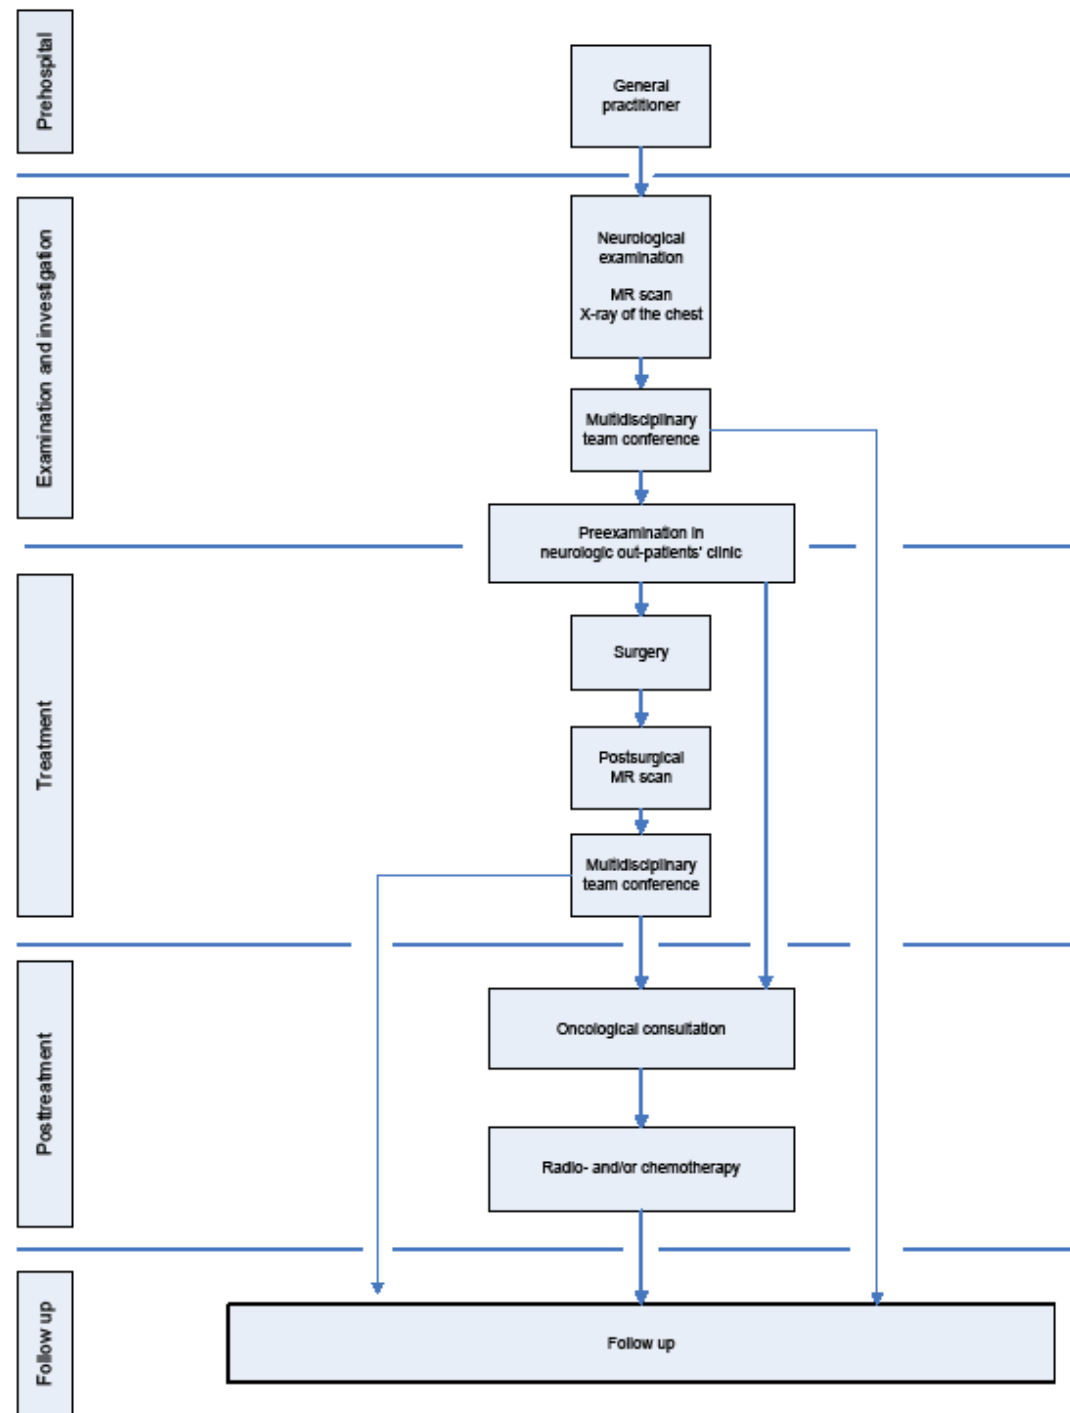 Prehospital
General
practitioner
Examination and investigation
Neurological
examination
MR scan
X-ray of the chest
Multidisciplinary
team conference
Preexamination in
neurologic out-patients' clinic
Treatment
Surgery
Postsurgical
MR scan
Multidisciplinary
team conference
Posttreatment
Oncological consultation
Radio- and/or chemotherapy
Follow up
Follow up